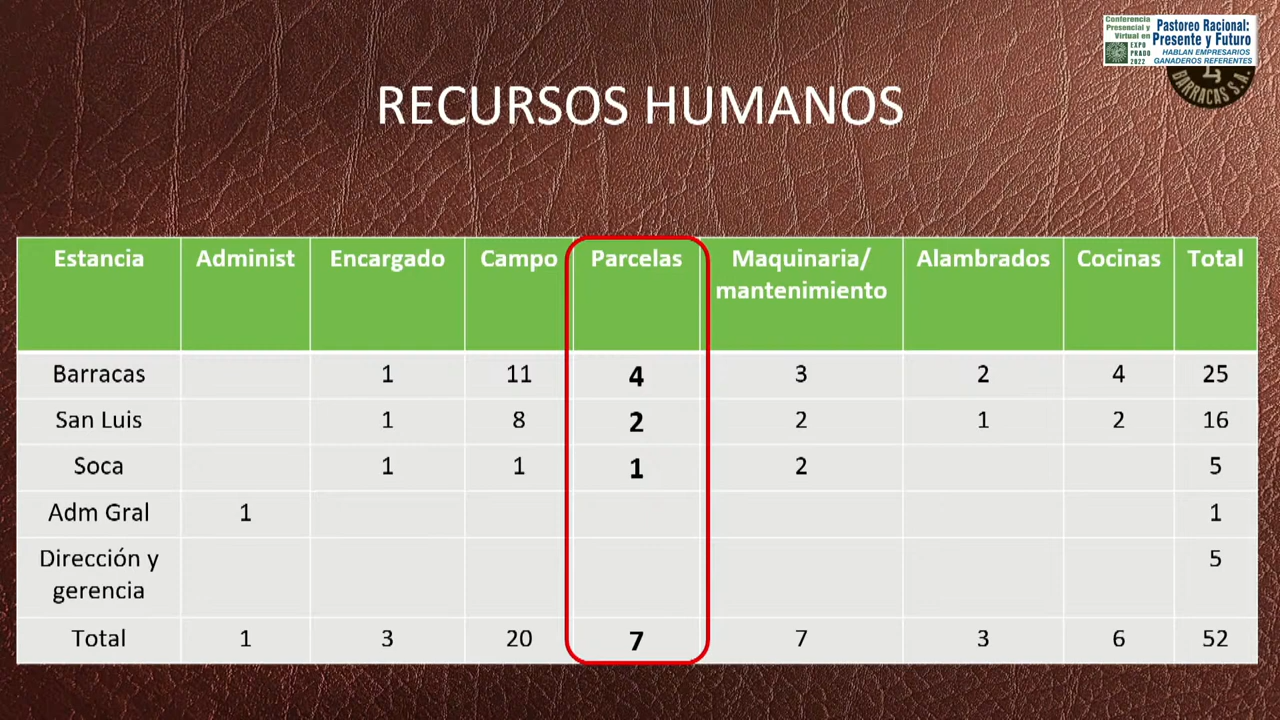 Conferencia
Presencial y
Virtual en
EXPO
PRADO
2022
Pastoreo Racional:
Presente y Futuro
HABLAN EMPRESARIOS
GANADEROS REFERENTES
BARRACAS S.A.
RECURSOS HUMANOS
Estancia Administ Encargado Campo Parcelas Maquinaria/ Alambrados Cocinas Total
mantenimiento
Barracas 1 11 4 3 2 4 25
San Luis 1 8 2 2 1 2 16
Soca 1 1 1 2 5
Adm Gral 1 1
Dirección y 5
gerencia
Total 1 3 20 7 7 3 6 52